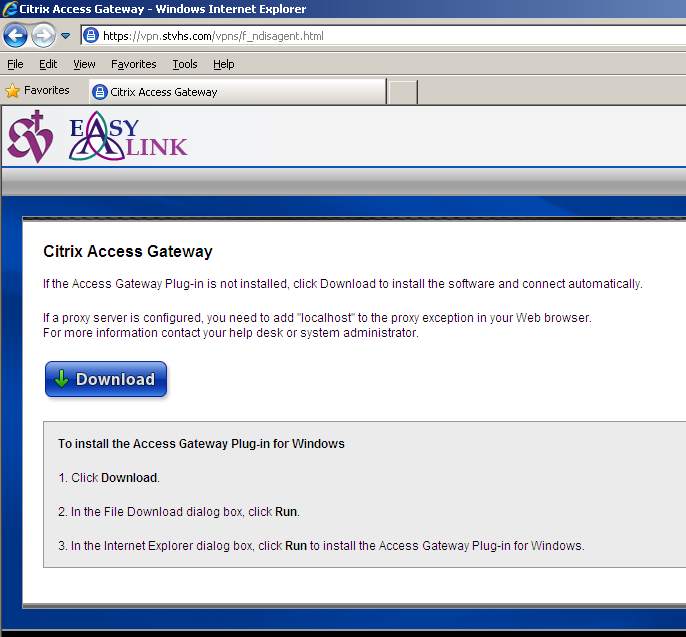 Citrix Access Gateway - Windows Internet Explorer
https://vpn.stvhs.com/vpns/f_ndisagent.html
File Edit View Favorites Tools Help
Favorites Citrix Access Gateway
SV EASY
LINK
Citrix Access Gateway
If the Access Gateway Plug-in is not installed, click Download to install the software and connect automatically.
If a proxy server is configured, you need to add "localhost" to the proxy exception in your Web browser.
For more information contact your help desk or system administrator.
Download
To install the Access Gateway Plug-in for Windows
1. Click Download.
2. In the File Download dialog box, click Run.
3. In the Internet Explorer dialog box, click Run to install the Access Gateway Plug-in for Windows.